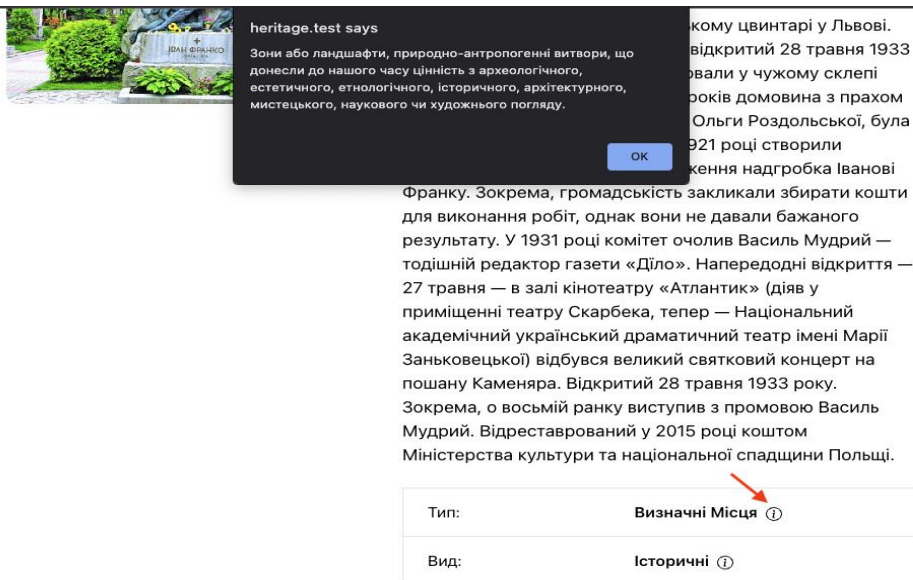 ІВАН ФРАНКО
heritage.test says
Зони або ландшафти, природно-антропогенні витвори, що
донесли до нашого часу цінність з археологічного,
естетичного, етнологічного, історичного, архітектурного,
мистецького, наукового чи художнього погляду.
OK
цвинтарі у Львові.
відкритий 28 травня 1933
у чужому склепі
домовина з прахом
Ольги Роздольської, була
році створили
надгробка Іванові
Франку. Зокрема, громадськість закликали збирати кошти
для виконання робіт, однак вони не давали бажаного
результату. У 1931 році комітет очолив Василь Мудрий —
тодішній редактор газети «Діло». Напередодні відкриття —
27 травня — в залі кінотеатру «Атлантик» (діяв у
приміщенні театру Скарбека, тепер — Національний
академічний український драматичний театр імені Марії
Заньковецької) відбувся великий святковий концерт на
пошану Каменяра. Відкритий 28 травня 1933 року.
Зокрема, о восьмій ранку виступив з промовою Василь
Мудрий. Відреставрований у 2015 році коштом
Міністерства культури та національної спадщини Польщі.
Тип: Визначні Місця i
Вид: Історичні i